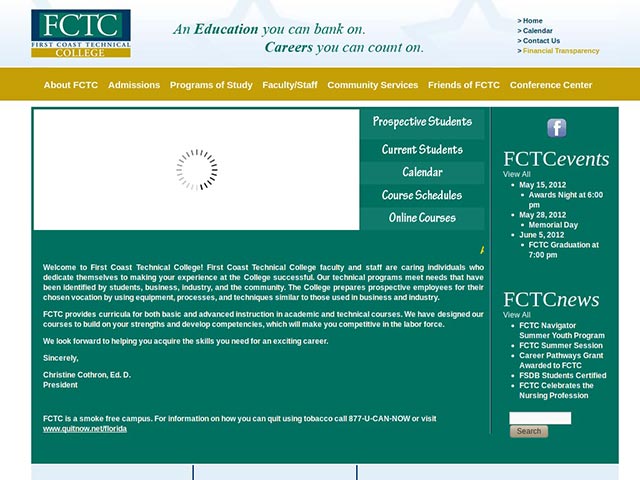 FCTC
FIRST COAST TECHNICAL
COLLEGE
An Education you can bank on.
Careers you can count on.
> Home
> Calendar
> Contact Us
> Financial Transparency
About FCTC Admissions Programs of Study Faculty/Staff Community Services Friends of FCTC Conference Center
Prospective Students
Current Students
Calendar
Course Schedules
Online Courses
Welcome to First Coast Technical College! First Coast Technical College faculty and staff are caring individuals who
dedicate themselves to making your experience at the College successful. Our technical programs meet needs that have
been identified by students, business, industry, and the community. The College prepares prospective employees for their
chosen vocation by using equipment, processes, and techniques similar to those used in business and industry.
FCTC provides curricula for both basic and advanced instruction in academic and technical courses. We have designed our
courses to build on your strengths and develop competencies, which will make you competitive in the labor force.
We look forward to helping you acquire the skills you need for an exciting career.
Sincerely,
Christine Cothron, Ed. D.
President
FCTC is a smoke free campus. For information on how you can quit using tobacco call 877-U-CAN-NOW or visit
www.quitnow.net/florida
f
FCTCevents
View All
May 15, 2012
Awards Night at 6:00
pm
May 28, 2012
Memorial Day
June 5, 2012
FCTC Graduation at
7:00 pm
FCTCnews
View All
FCTC Navigator
Summer Youth Program
FCTC Summer Session
Career Pathways Grant
Awarded to FCTC
FSDB Students Certified
FCTC Celebrates the
Nursing Profession
Search